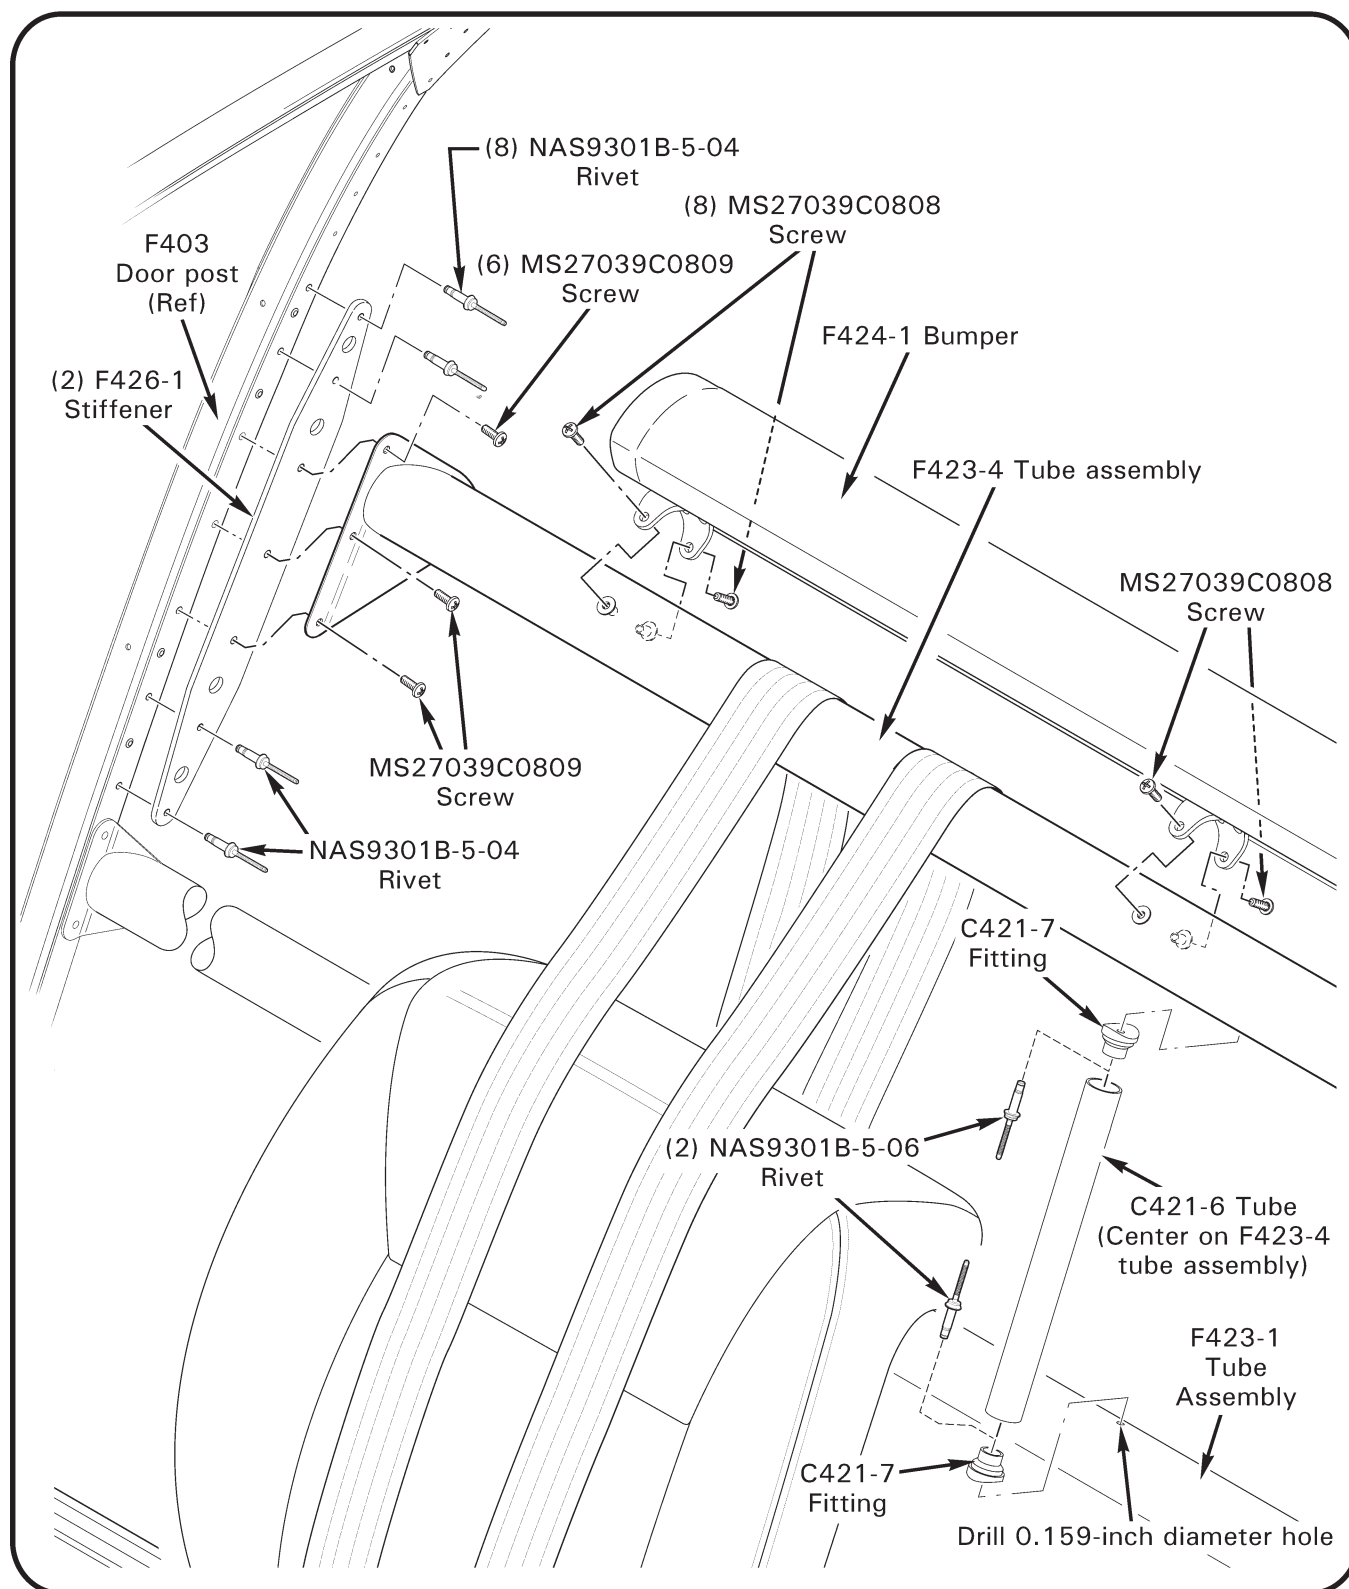 (8) NAS9301B-5-04
Rivet
(8) MS27039C0808
Screw
F403
Door post
(Ref)
(6) MS27039C0809
Screw
F424-1 Bumper
(2) F426-1
Stiffener
F423-4 Tube assembly
MS27039C0808
Screw
MS27039C0809
Screw
NAS9301B-5-04
Rivet
C421-7
Fitting
(2) NAS9301B-5-06
Rivet
C421-6 Tube
(Center on F423-4
tube assembly)
F423-1
Tube
Assembly
C421-7
Fitting
Drill 0.159-inch diameter hole